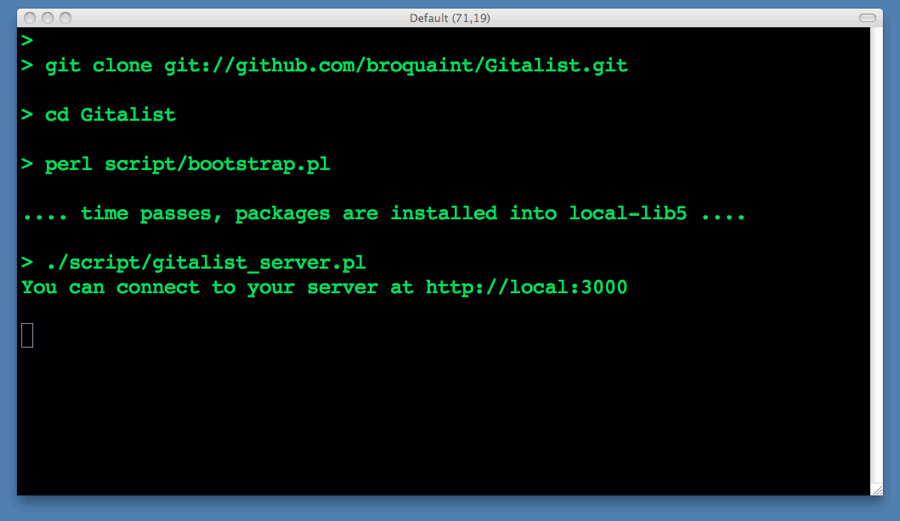 Default (71,19)
>
> git clone git://github.com/broquaint/Gitalist.git
> cd Gitalist
> perl script/bootstrap.pl
.... time passes, packages are installed into local-lib5 ....
> ./script/gitalist_server.pl
You can connect to your server at http://local:3000